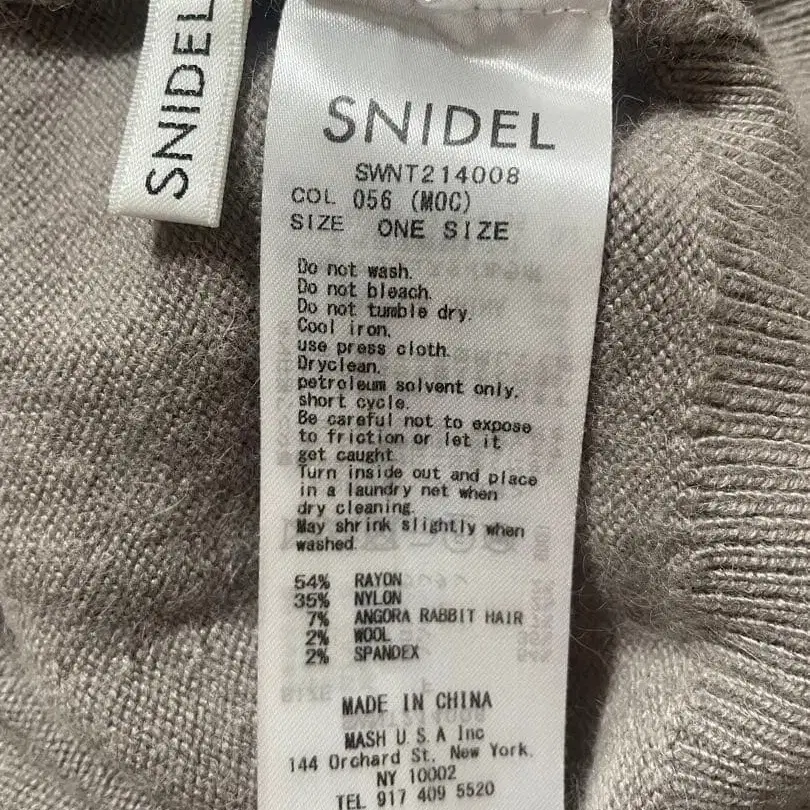 SNIDEL
SNIDEL
SWNT214008
COL 056 (MOC)
SIZE ONE SIZE
Do not wash.
Do not bleach.
Do not tumble dry.
Cool iron.
use press cloth.
Dryclean.
petroleum solvent only.
short cycle.
Be careful not to expose
to friction or let it
get caught.
Turn inside out and place
in a laundry net when
dry cleaning.
May shrink slightly when
washed.
54% RAYON
35% NYLON
7% ANGORA RABBIT HAIR
2% WOOL
2% SPANDEX
MADE IN CHINA
MASH U.S.A Inc
144 Orchard St. New York.
NY 10002
TEL 917 409 5520